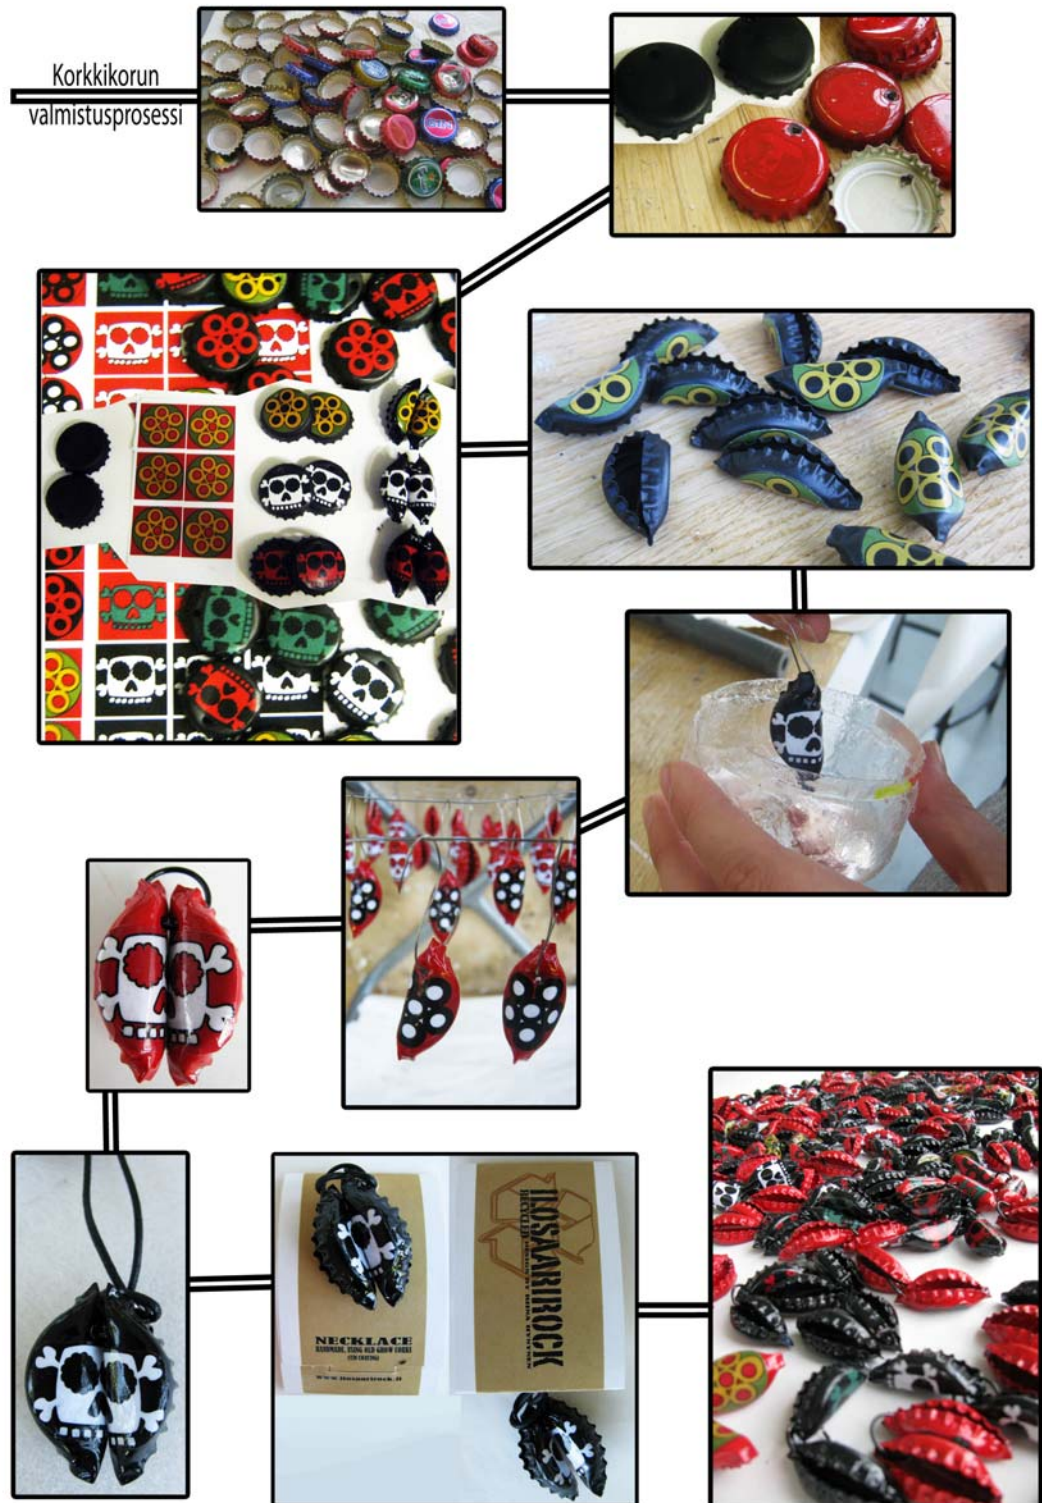 Korkkikorun
valmistusprosessi
NECKLACE
HANDMADE, USING OLD CROWN CORKS
www.ilosaarirock.fi
ILOSAARIROCK
RECYCLED